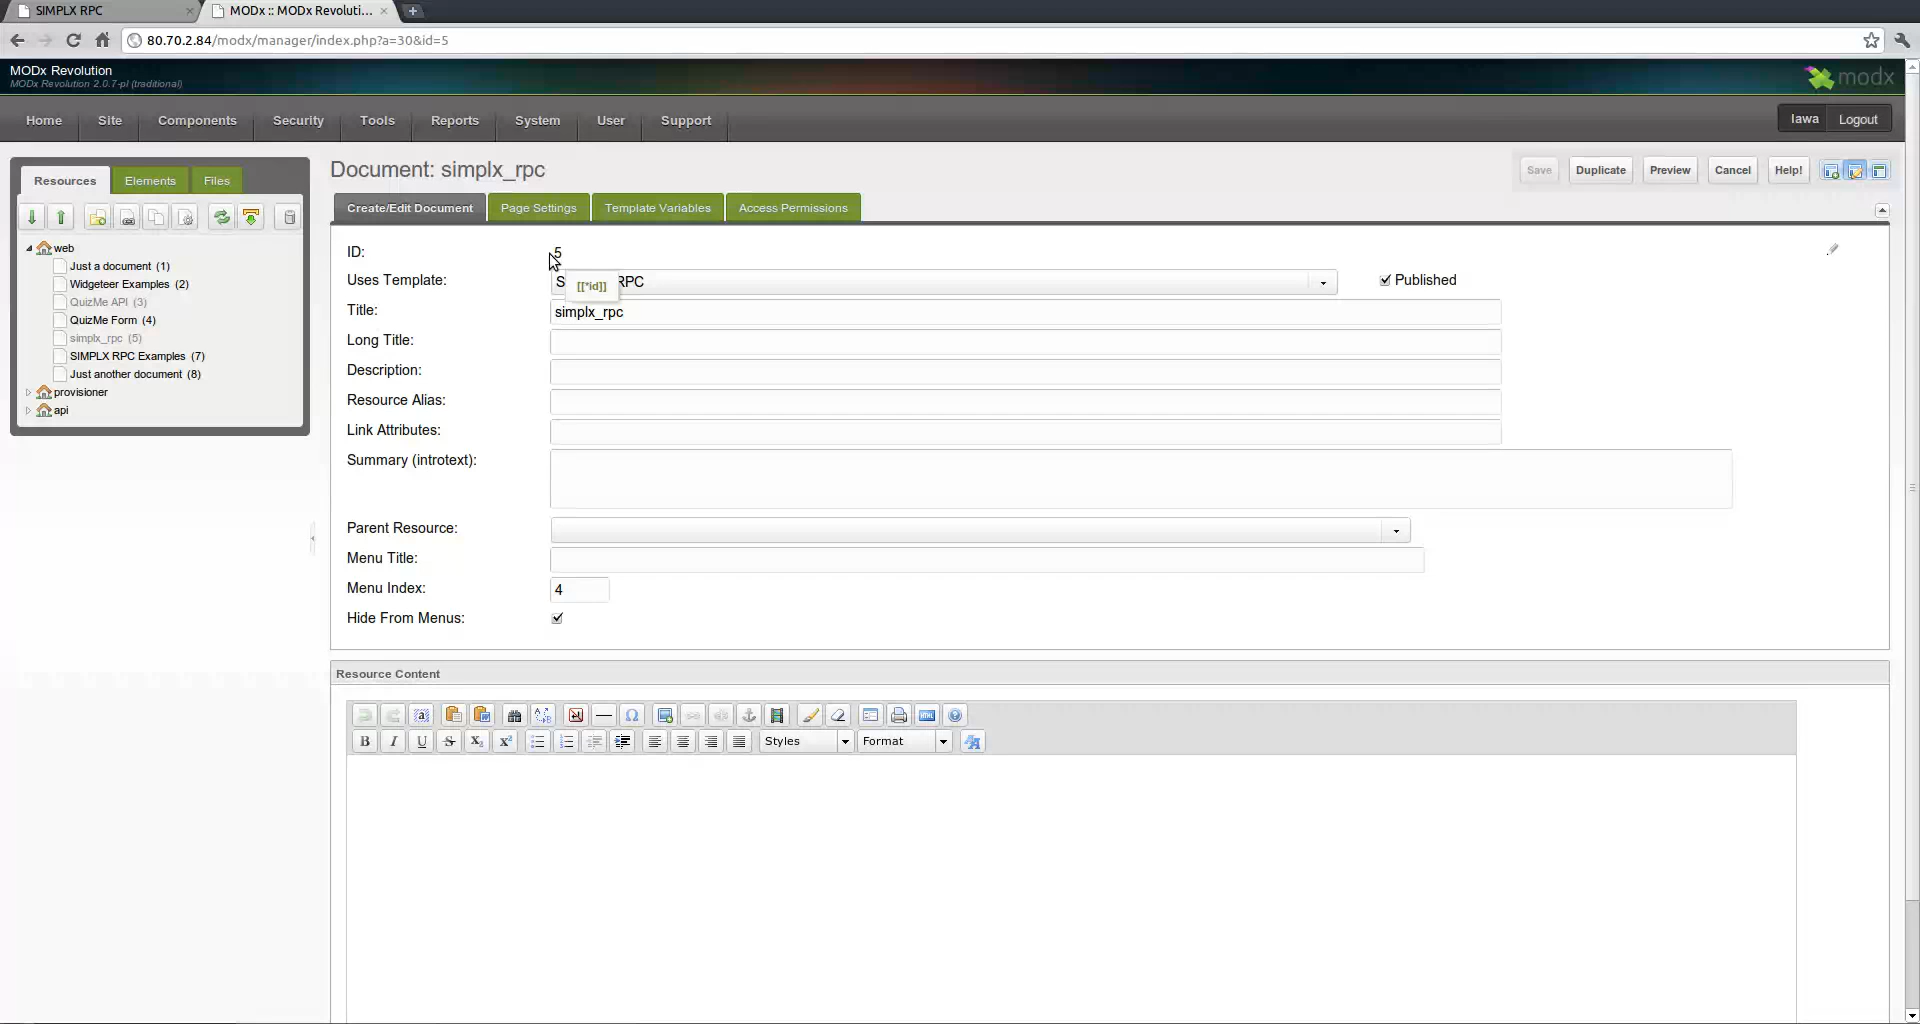 SIMPLX RPC
MODx :: MODx Revoluti...
80.70.2.84/modx/manager/index.php?a=30&id=5
MODx Revolution
MODx Revolution 2.0.7-pl (traditional)
modx
Home Site Components Security Tools Reports System User Support
lawa Logout
Resources Elements Files
web
Just a document (1)
Widgeteer Examples (2)
QuizMe API (3)
QuizMe Form (4)
simplx_rpc (5)
SIMPLX RPC Examples (7)
Just another document (8)
provisioner
api
Document: simplx_rpc
Save Duplicate Preview Cancel Help!
Create/Edit Document Page Settings Template Variables Access Permissions
ID: 5
Uses Template: S RPC Published
[[*id]]
Title: simplx_rpc
Long Title:
Description:
Resource Alias:
Link Attributes:
Summary (introtext):
Parent Resource:
Menu Title:
Menu Index: 4
Hide From Menus:
Resource Content
HTML
B I U S X₂ X² Styles Format